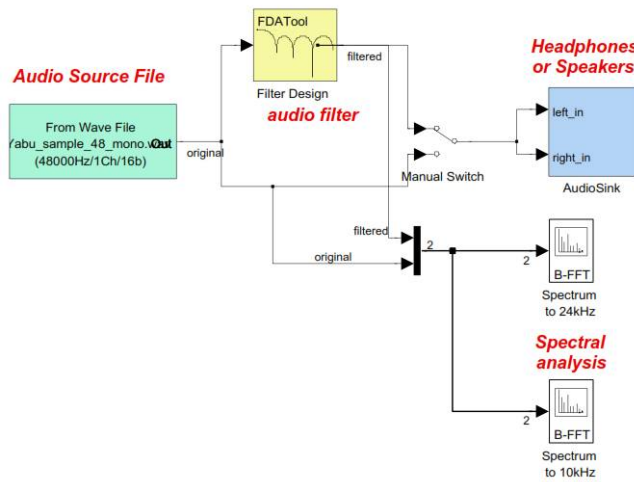 FDATool
filtered
Filter Design
audio filter
Audio Source File
From Wave File
Yabu_sample_48_mono.wav
Out
(48000Hz/1Ch/16b)
original
Headphones
or Speakers
left_in
right_in
AudioSink
Manual Switch
filtered
original
2
2
B-FFT
Spectrum
to 24kHz
Spectral
analysis
2
B-FFT
Spectrum
to 10kHz